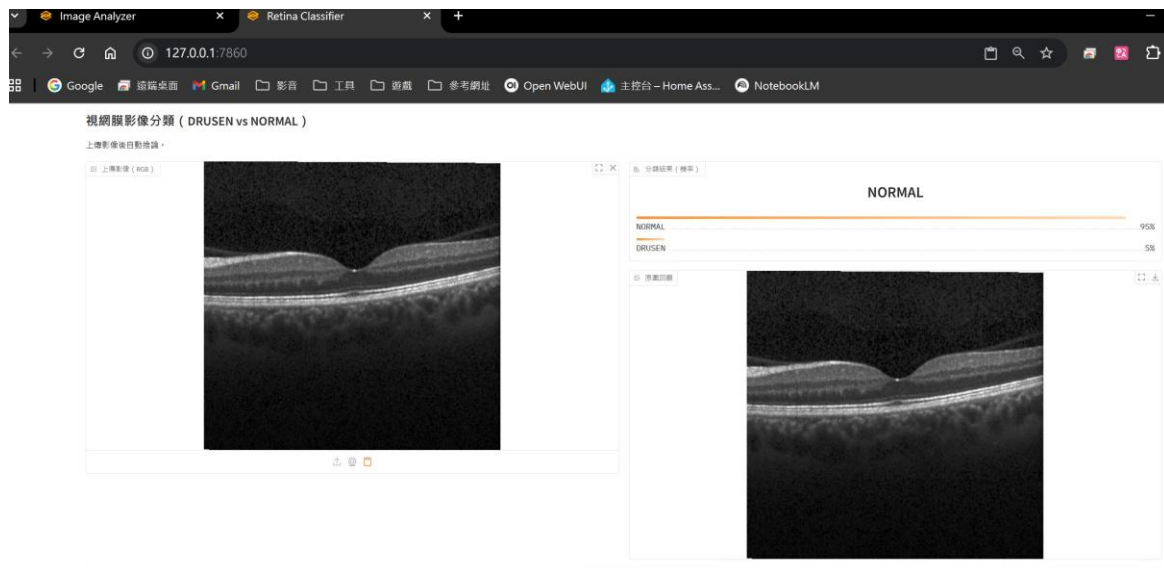 Image Analyzer
Retina Classifier
127.0.0.1:7860
Google
遠端桌面
Gmail
影音
工具
遊戲
參考網址
Open WebUI
主控台 – Home Ass...
NotebookLM
視網膜影像分類 ( DRUSEN vs NORMAL )
上傳影像後自動推論。
上傳影像 ( RGB )
分類結果 ( 機率 )
NORMAL
NORMAL 95%
DRUSEN 5%